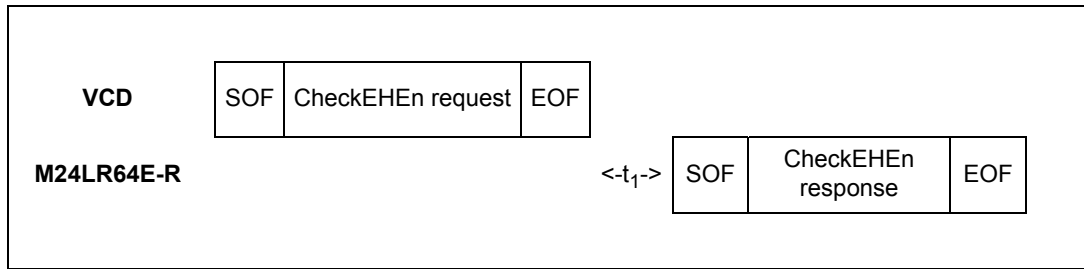 VCD SOF CheckEHEn request EOF
M24LR64E-R <-t1-> SOF CheckEHEn
response EOF